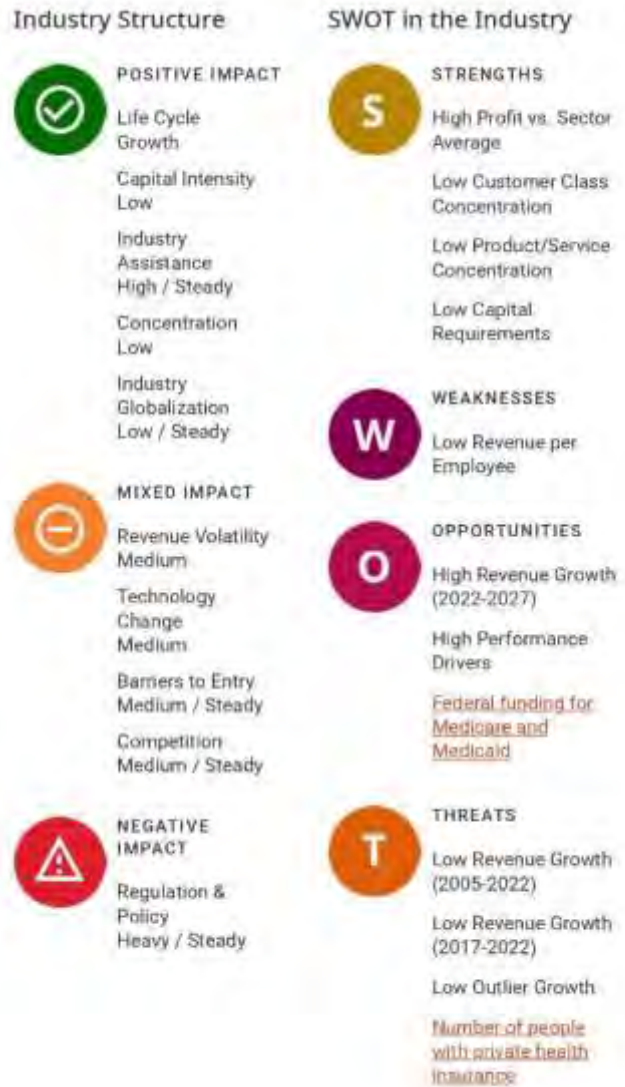 Industry Structure
POSITIVE IMPACT
Life Cycle
Growth
Capital Intensity
Low
Industry
Assistance
High / Steady
Concentration
Low
Industry
Globalization
Low / Steady
MIXED IMPACT
Revenue Volatility
Medium
Technology
Change
Medium
Barriers to Entry
Medium / Steady
Competition
Medium / Steady
NEGATIVE
IMPACT
Regulation &
Policy
Heavy / Steady
SWOT in the Industry
S
STRENGTHS
High Profit vs. Sector
Average
Low Customer Class
Concentration
Low Product/Service
Concentration
Low Capital
Requirements
W
WEAKNESSES
Low Revenue per
Employee
O
OPPORTUNITIES
High Revenue Growth
(2022-2027)
High Performance
Drivers
Federal funding for
Medicare and
Medicaid
T
THREATS
Low Revenue Growth
(2005-2022)
Low Revenue Growth
(2017-2022)
Low Outlier Growth
Number of people
with private health
insurance